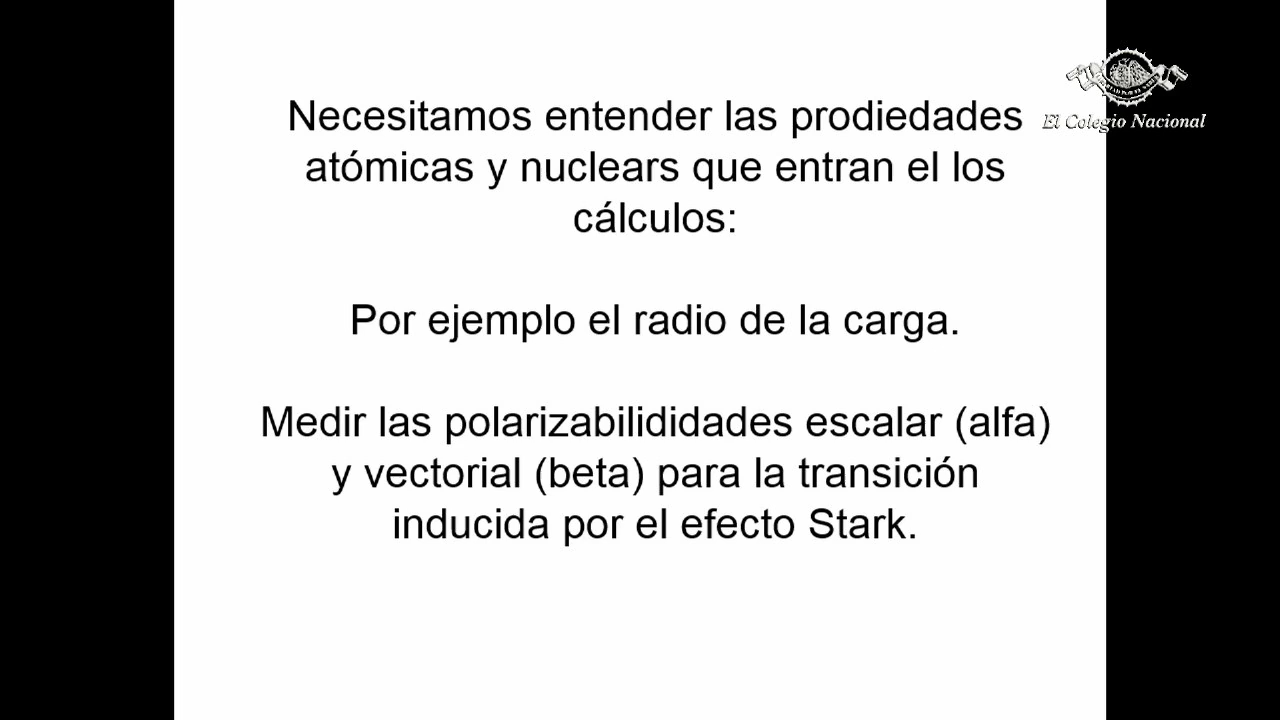 Necesitamos entender las prodiedades
atómicas y nuclears que entran el los
cálculos:
Por ejemplo el radio de la carga.
Medir las polarizabilididades escalar (alfa)
y vectorial (beta) para la transición
inducida por el efecto Stark.
El Colegio Nacional